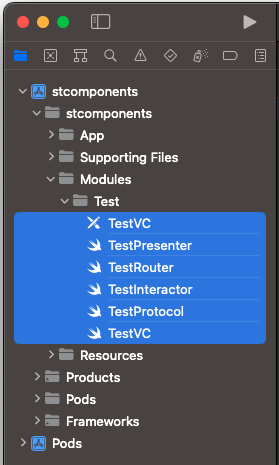 stcomponents
stcomponents
App
Supporting Files
Modules
Test
TestVC
TestPresenter
TestRouter
TestInteractor
TestProtocol
TestVC
Resources
Products
Pods
Frameworks
Pods